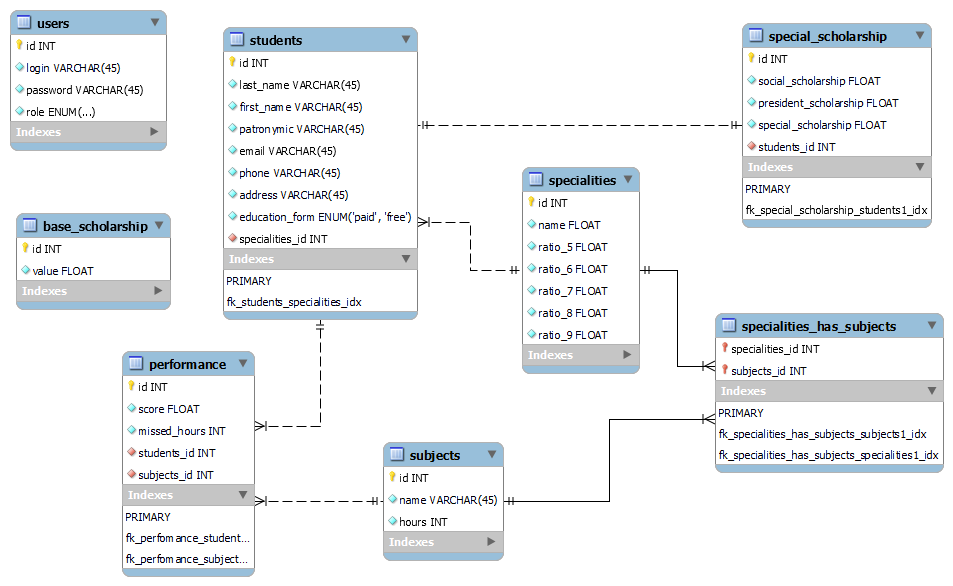 users
id INT
login VARCHAR(45)
password VARCHAR(45)
role ENUM(...)
Indexes
students
id INT
last_name VARCHAR(45)
first_name VARCHAR(45)
patronymic VARCHAR(45)
email VARCHAR(45)
phone VARCHAR(45)
address VARCHAR(45)
education_form ENUM('paid', 'free')
specialities_id INT
Indexes
PRIMARY
fk_students_specialities_idx
special_scholarship
id INT
social_scholarship FLOAT
president_scholarship FLOAT
special_scholarship FLOAT
students_id INT
Indexes
PRIMARY
fk_special_scholarship_students1_idx
specialities
id INT
name FLOAT
ratio_5 FLOAT
ratio_6 FLOAT
ratio_7 FLOAT
ratio_8 FLOAT
ratio_9 FLOAT
Indexes
base_scholarship
id INT
value FLOAT
Indexes
specialities_has_subjects
specialities_id INT
subjects_id INT
Indexes
PRIMARY
fk_specialities_has_subjects_subjects1_idx
fk_specialities_has_subjects_specialities1_idx
performance
id INT
score FLOAT
missed_hours INT
students_id INT
subjects_id INT
Indexes
PRIMARY
fk_perfomance_student...
fk_perfomance_subject...
subjects
id INT
name VARCHAR(45)
hours INT
Indexes